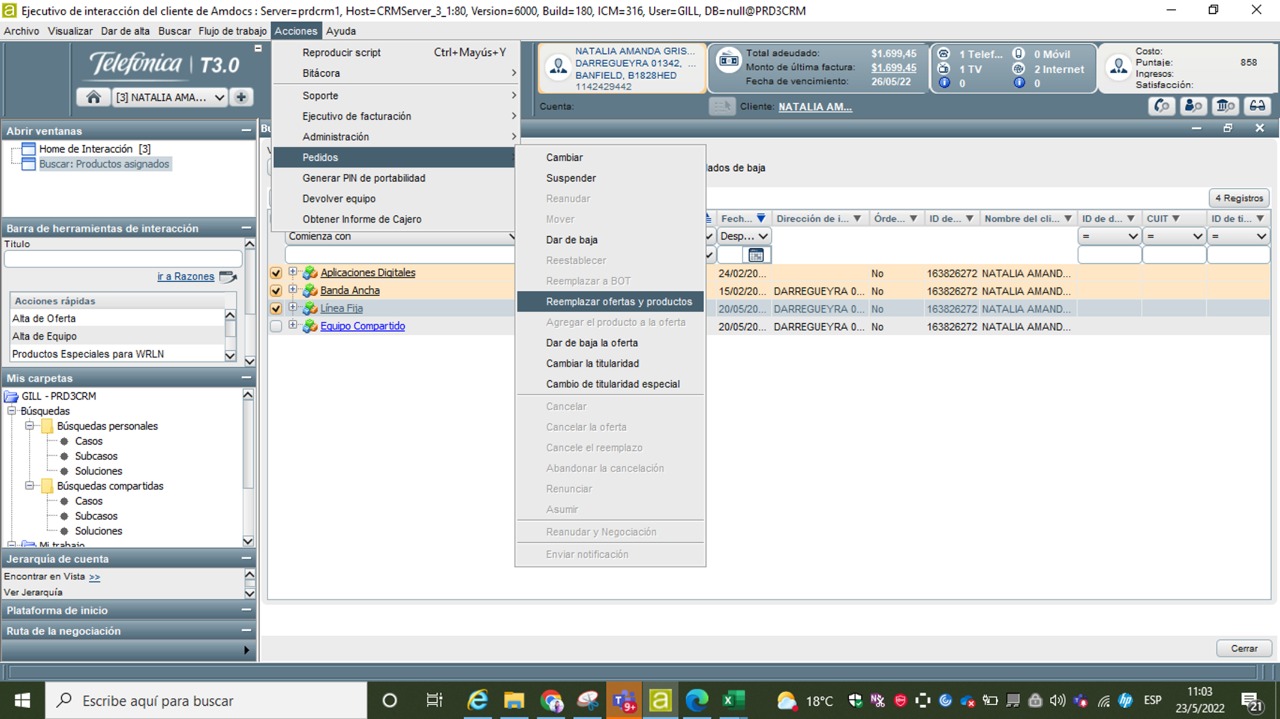 Ejecutivo de interacción del cliente de Amdocs : Server=prdcrm1, Host=CRMServer_3_1:80, Version=6000, Build=180, ICM=316, User=GILL, DB=null@PRD3CRM
Archivo Visualizar Dar de alta Buscar Flujo de trabajo Acciones Ayuda
Telefónica T3.0
[3] NATALIA AMA...
Reproducir script Ctrl+Mayús+Y
Bitácora
Soporte
Ejecutivo de facturación
Administración
Pedidos
Generar PIN de portabilidad
Devolver equipo
Obtener Informe de Cajero
NATALIA AMANDA GRIS...
DARREGUEYRA 01342, ...
BANFIELD, B1828HED
1142429442
Total adeudado: $1.699,45
Monto de última factura: $1.699,45
Fecha de vencimiento: 26/05/22
1 Telef... 0 Móvil
1 TV 2 Internet
0 0
Costo:
Puntaje: 858
Ingresos:
Satisfacción:
Cuenta: Cliente: NATALIA AM...
Cambiar
Suspender
Reanudar
Mover
Dar de baja
Reestablecer
Reemplazar a BOT
Reemplazar ofertas y productos
Agregar el producto a la oferta
Dar de baja la oferta
Cambiar la titularidad
Cambio de titularidad especial
Cancelar
Cancelar la oferta
Cancele el reemplazo
Abandonar la cancelación
Renunciar
Asumir
Reanudar y Negociación
Enviar notificación
lados de baja
4 Registros
Fech... Dirección de i... Órde... ID de... Nombre del cli... ID de d... CUIT ID de ti...
Comienza con Desp... = = =
Aplicaciones Digitales 24/02/20... No 163826272 NATALIA AMAND...
Banda Ancha 15/02/20... DARREGUEYRA 0... No 163826272 NATALIA AMAND...
Línea Fija 20/05/20... DARREGUEYRA 0... No 163826272 NATALIA AMAND...
Equipo Compartido 20/05/20... DARREGUEYRA 0... No 163826272 NATALIA AMAND...
Cerrar
Abrir ventanas
Home de Interacción [3]
Buscar: Productos asignados
Barra de herramientas de interacción
Título
ir a Razones
Acciones rápidas
Alta de Oferta
Alta de Equipo
Productos Especiales para WRLN
Mis carpetas
GILL - PRD3CRM
Búsquedas
Búsquedas personales
Casos
Subcasos
Soluciones
Búsquedas compartidas
Casos
Subcasos
Soluciones
Mi trabajo
Jerarquía de cuenta
Encontrar en Vista >>
Ver Jerarquía
Plataforma de inicio
Ruta de la negociación
Escribe aquí para buscar
9+
18°C
ESP
11:03
23/5/2022
21